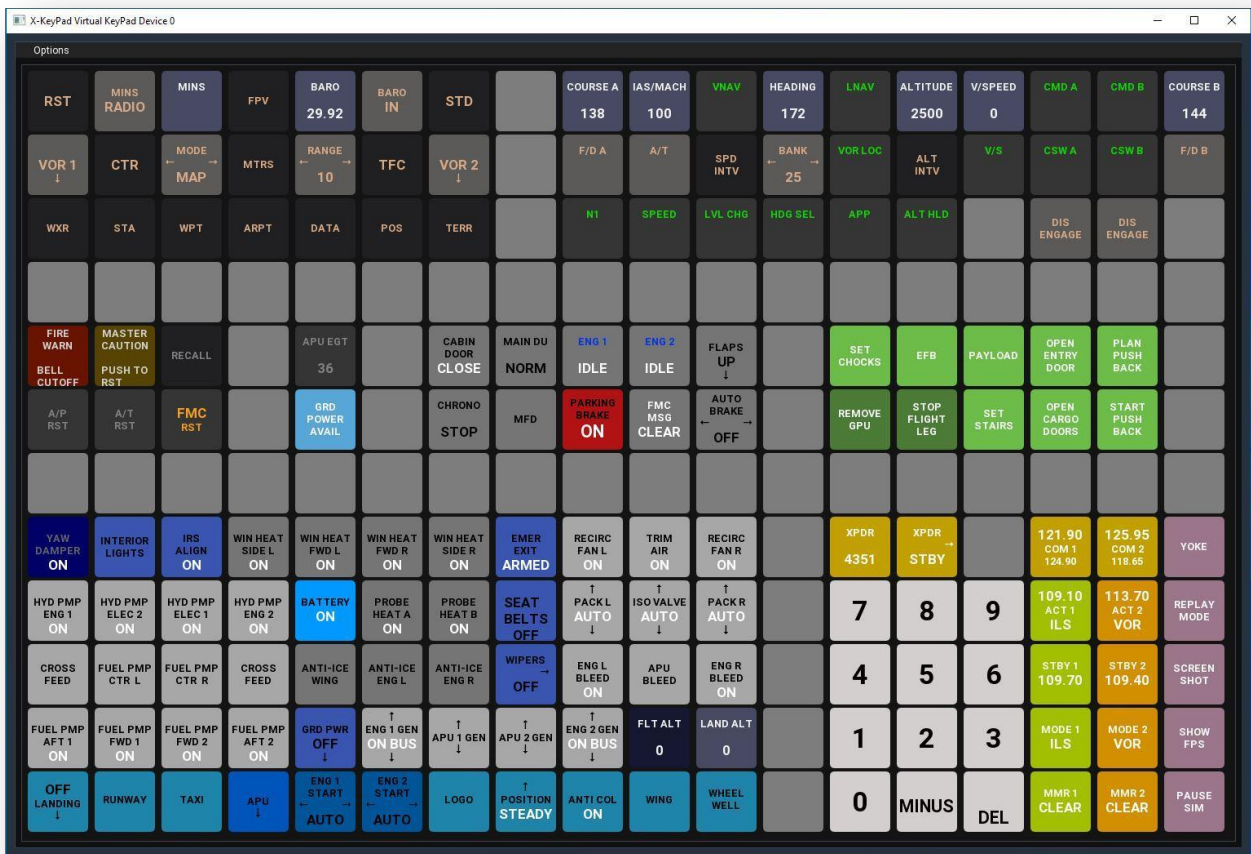 X-KeyPad Virtual KeyPad Device 0
Options
RST
MINS
RADIO
MINS
FPV
BARO
29.92
BARO
IN
STD
COURSE A
138
IAS/MACH
100
VNAV
HEADING
172
LNAV
ALTITUDE
2500
V/SPEED
0
CMD A
CMD B
COURSE B
144
VOR 1
↓
CTR
MODE
← →
MAP
MTRS
RANGE
← →
10
TFC
VOR 2
↓
F/D A
A/T
SPD
INTV
BANK
← →
25
VOR LOC
ALT
INTV
V/S
CSW A
CSW B
F/D B
WXR
STA
WPT
ARPT
DATA
POS
TERR
N1
SPEED
LVL CHG
HDG SEL
APP
ALT HLD
DIS
ENGAGE
DIS
ENGAGE
FIRE
WARN
BELL
CUTOFF
MASTER
CAUTION
PUSH TO
RST
RECALL
APU EGT
36
CABIN
DOOR
CLOSE
MAIN DU
NORM
ENG 1
IDLE
ENG 2
IDLE
FLAPS
UP
↓
SET
CHOCKS
EFB
PAYLOAD
OPEN
ENTRY
DOOR
PLAN
PUSH
BACK
A/P
RST
A/T
RST
FMC
RST
GRD
POWER
AVAIL
CHRONO
STOP
MFD
PARKING
BRAKE
ON
FMC
MSG
CLEAR
AUTO
BRAKE
← →
OFF
REMOVE
GPU
STOP
FLIGHT
LEG
SET
STAIRS
OPEN
CARGO
DOORS
START
PUSH
BACK
YAW
DAMPER
ON
INTERIOR
LIGHTS
IRS
ALIGN
ON
WIN HEAT
SIDE L
ON
WIN HEAT
FWD L
ON
WIN HEAT
FWD R
ON
WIN HEAT
SIDE R
ON
EMER
EXIT
ARMED
RECIRC
FAN L
ON
TRIM
AIR
ON
RECIRC
FAN R
ON
XPDR
4351
XPDR
→
STBY
121.90
COM 1
124.90
125.95
COM 2
118.65
YOKE
HYD PMP
ENG 1
ON
HYD PMP
ELEC 2
ON
HYD PMP
ELEC 1
ON
HYD PMP
ENG 2
ON
BATTERY
ON
PROBE
HEAT A
ON
PROBE
HEAT B
ON
SEAT
BELTS
OFF
↑
PACK L
AUTO
↓
↑
ISO VALVE
AUTO
↓
↑
PACK R
AUTO
↓
7
8
9
109.10
ACT 1
ILS
113.70
ACT 2
VOR
REPLAY
MODE
CROSS
FEED
FUEL PMP
CTR L
FUEL PMP
CTR R
CROSS
FEED
ANTI-ICE
WING
ANTI-ICE
ENG L
ANTI-ICE
ENG R
WIPERS
→
OFF
ENG L
BLEED
ON
APU
BLEED
ENG R
BLEED
ON
4
5
6
STBY 1
109.70
STBY 2
109.40
SCREEN
SHOT
FUEL PMP
AFT 1
ON
FUEL PMP
FWD 1
ON
FUEL PMP
FWD 2
ON
FUEL PMP
AFT 2
ON
GRD PWR
OFF
↓
↑
ENG 1 GEN
ON BUS
↓
↑
APU 1 GEN
↓
↑
APU 2 GEN
↓
↑
ENG 2 GEN
ON BUS
↓
FLT ALT
0
LAND ALT
0
1
2
3
MODE 1
ILS
MODE 2
VOR
SHOW
FPS
OFF
LANDING
↓
RUNWAY
TAXI
APU
↓
ENG 1
START
← →
AUTO
ENG 2
START
← →
AUTO
LOGO
↑
POSITION
STEADY
ANTI COL
ON
WING
WHEEL
WELL
0
MINUS
DEL
MMR 1
CLEAR
MMR 2
CLEAR
PAUSE
SIM